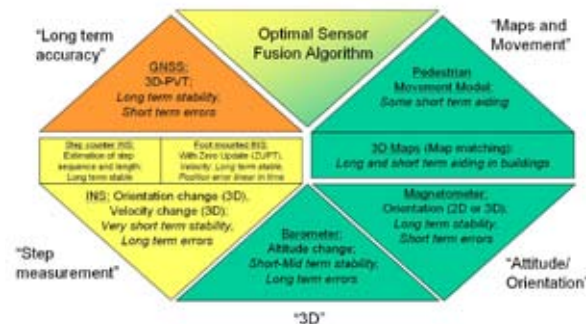 "Long term
accuracy"
Optimal Sensor
Fusion Algorithm
"Maps and
Movement"
GNSS:
3D-PVT;
Long term stability,
Short term errors
Pedestrian
Movement Model:
Some short term aiding
Step counter INS:
Estimation of step
sequence and length;
Long term stable
Foot mounted INS:
With Zero Update (ZUPT),
Velocity: Long term stable,
Position error linear in time
3D Maps (Map matching):
Long and short term aiding in buildings
INS: Orientation change (3D),
Velocity change (3D);
Very short term stability,
Long term errors
Barometer:
Altitude change;
Short-Mid term stability,
Long term errors
Magnetometer:
Orientation (2D or 3D);
Long term stability,
Short term errors
"Step
measurement"
"3D"
"Attitude/
Orientation"